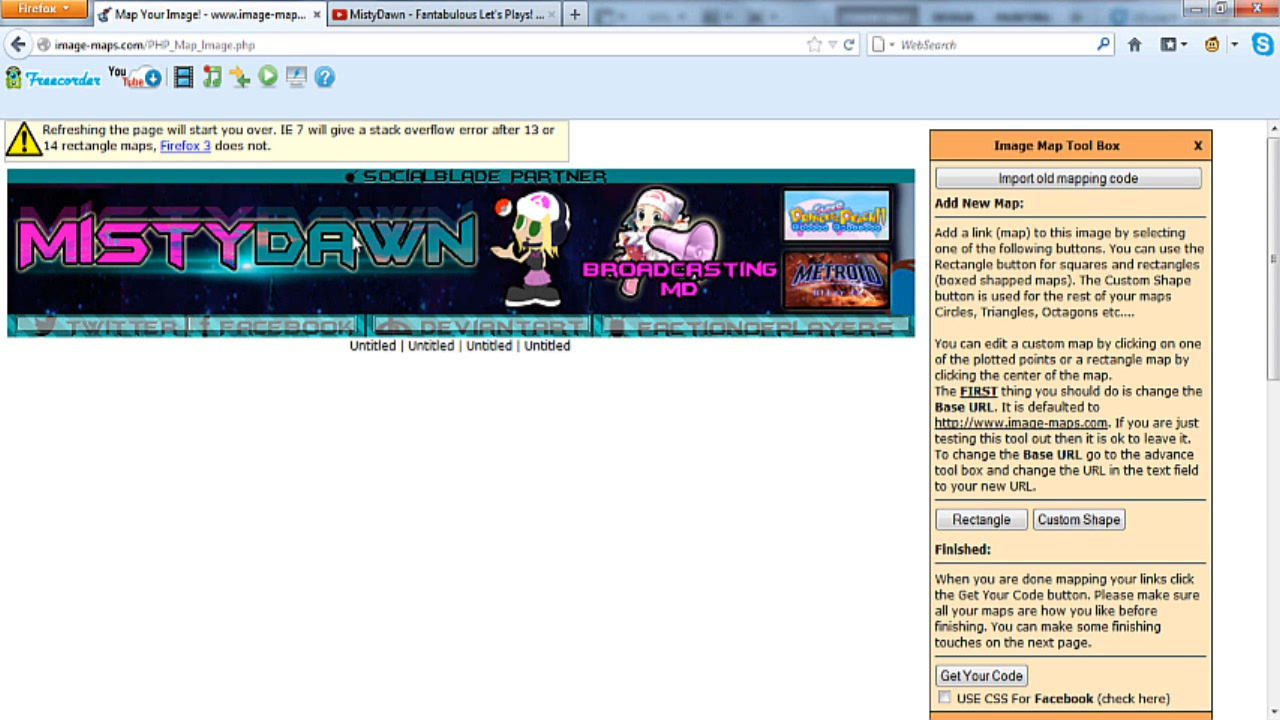 Firefox
Map Your Image! - www.image-map... ×
MistyDawn - Fantabulous Let's Plays! ... ×
image-maps.com/PHP_Map_Image.php
WebSearch
Freecorder
You Tube
Refreshing the page will start you over. IE 7 will give a stack overflow error after 13 or
14 rectangle maps, Firefox 3 does not.
SOCIALBLADE PARTNER
MISTYDAWN
BROADCASTING
MD
METROID
TWITTER
FACEBOOK
DEVIANTART
FACTIONOFPLAYERS
Untitled | Untitled | Untitled | Untitled
Image Map Tool Box X
Import old mapping code
Add New Map:
Add a link (map) to this image by selecting
one of the following buttons. You can use the
Rectangle button for squares and rectangles
(boxed shapped maps). The Custom Shape
button is used for the rest of your maps
Circles, Triangles, Octagons etc....
You can edit a custom map by clicking on one
of the plotted points or a rectangle map by
clicking the center of the map.
The FIRST thing you should do is change the
Base URL. It is defaulted to
http://www.image-maps.com. If you are just
testing this tool out then it is ok to leave it.
To change the Base URL go to the advance
tool box and change the URL in the text field
to your new URL.
Rectangle
Custom Shape
Finished:
When you are done mapping your links click
the Get Your Code button. Please make sure
all your maps are how you like before
finishing. You can make some finishing
touches on the next page.
Get Your Code
USE CSS For Facebook (check here)